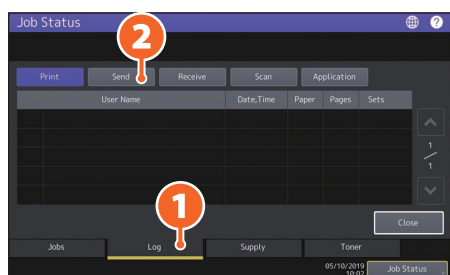 Job Status
?
2
Print Send Receive Scan Application
User Name Date,Time Paper Pages Sets
1
1
1
Close
Jobs Log Supply Toner
05/10/2019
10:02 Job Status